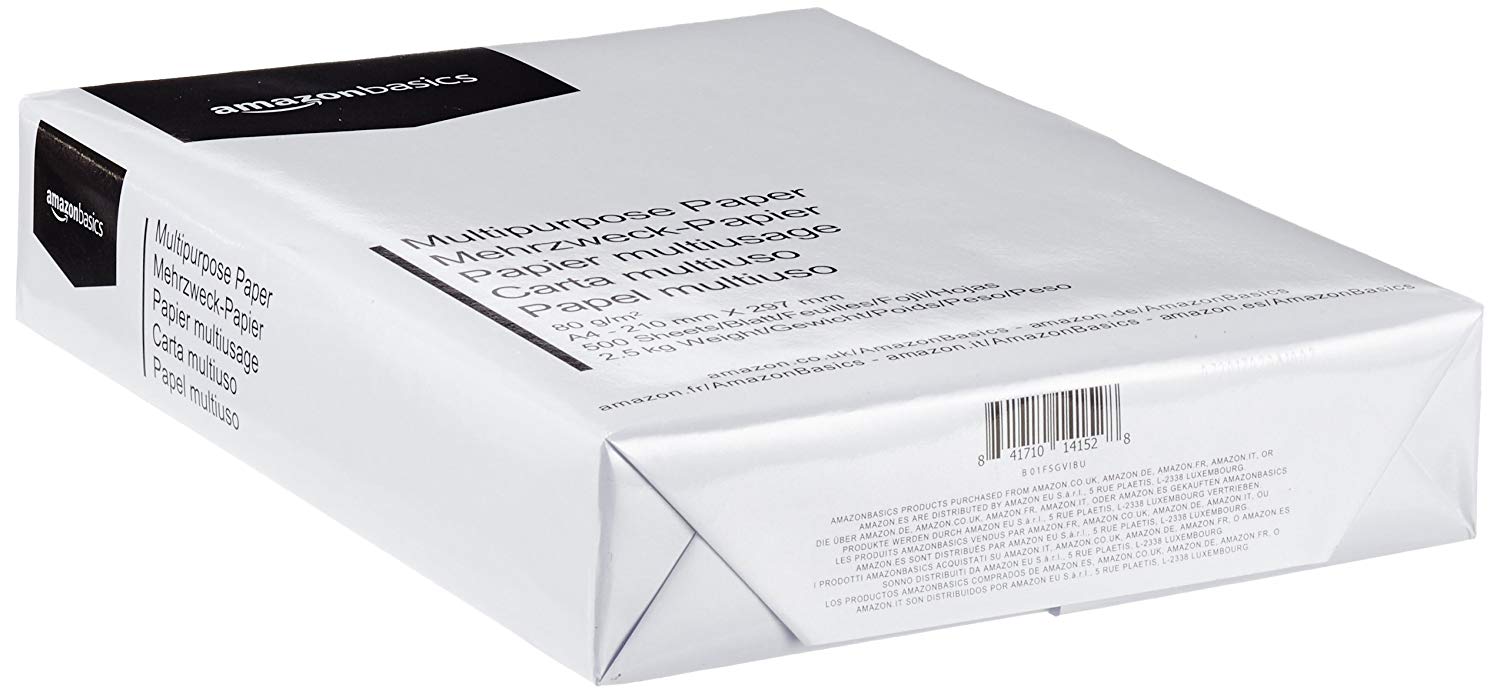 amazonbasics
Multipurpose Paper
Mehrzweck-Papier
Papier multiusage
Carta multiuso
Papel multiuso
80 g/m²
A4 - 210 mm X 297 mm
500 Sheets/Blatt/Feuilles/Fojli/Hojas
2.5 kg Weight/Gewicht/Poids/Peso/Peso
amazon.co.uk/AmazonBasics - amazon.de/AmazonBasics
amazon.fr/AmazonBasics - amazon.it/AmazonBasics - amazon.es/AmazonBasics
amazonbasics
Multipurpose Paper
Mehrzweck-Papier
Papier multiusage
Carta multiuso
Papel multiuso
8 41710 14152 8
B01FSGVIBU
AMAZONBASICS PRODUCTS PURCHASED FROM AMAZON.CO.UK, AMAZON.DE, AMAZON.FR, AMAZON.IT, OR
AMAZON.ES ARE DISTRIBUTED BY AMAZON EU S.à.r.l., 5 RUE PLAETIS, L-2338 LUXEMBOURG.
DIE ÜBER AMAZON.DE, AMAZON.CO.UK, AMAZON.FR, AMAZON.IT. ODER AMAZON.ES GEKAUFTEN AMAZONBASICS
PRODUKTE WERDEN DURCH AMAZON EU S.à.r.l., 5 RUE PLAETIS, L-2338 LUXEMBOURG VERTRIEBEN.
LES PRODUITS AMAZONBASICS VENDUS PAR AMAZON.FR, AMAZON.CO.UK, AMAZON.DE, AMAZON.IT, OU
AMAZON.ES SONT DISTRIBUÉS PAR AMAZON EU S.à.r.l., 5 RUE PLAETIS, L-2338 LUXEMBOURG.
I PRODOTTI AMAZONBASICS ACQUISTATI SU AMAZON.IT, AMAZON.CO.UK, AMAZON.DE, AMAZON.FR, O AMAZON.ES
SONNO DISTRIBUITI DA AMAZON EU S.à.r.l., 5 RUE PLAETIS, L-2338 LUXEMBOURG
LOS PRODUCTOS AMAZONBASICS COMPRADOS DE AMAZON.ES, AMAZON.CO.UK, AMAZON.DE, AMAZON.FR, O
AMAZON.IT SON DISTRIBUIDOS POR AMAZON EU S.à.r.l., 5 RUE PLAETIS, L-2338 LUXEMBOURG